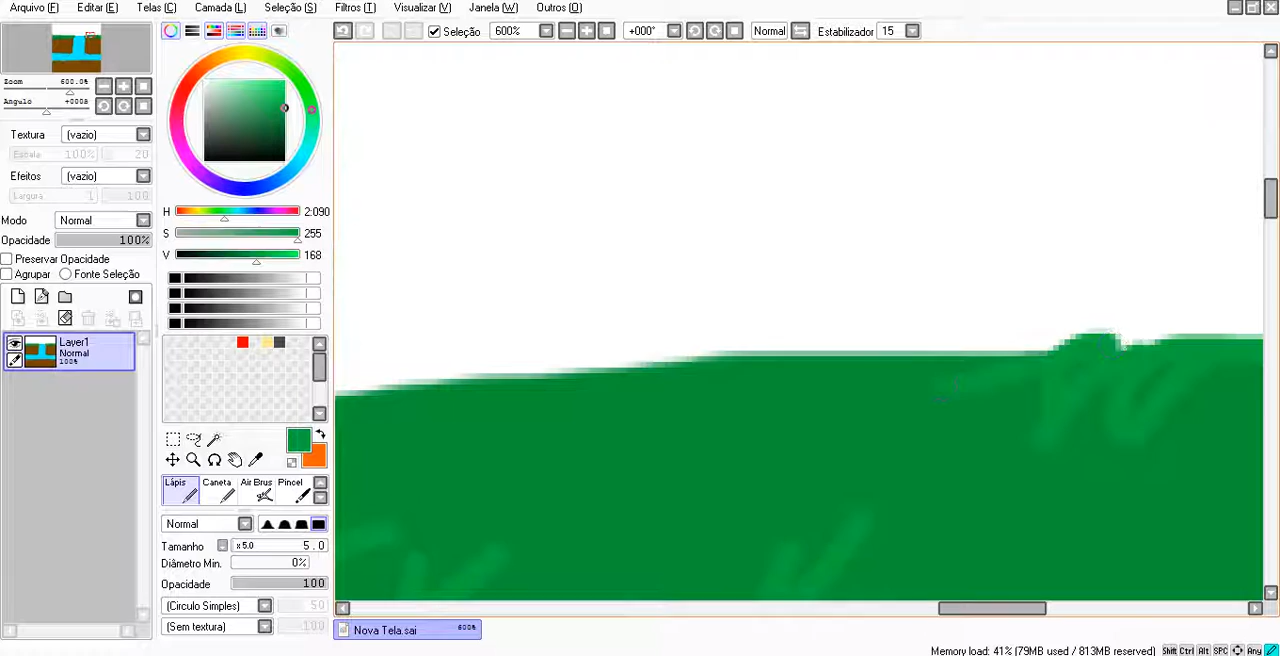 Arquivo (F) Editar (E) Telas (C) Camada (L) Seleção (S) Filtros (T) Visualizar (V) Janela (W) Outros (O)
Seleção 600% +000° Normal Estabilizador 15
Zoom 600.0%
Angulo +000ā
Textura (vazio)
Escala 100% 20
Efeitos (vazio)
Largura 1 100
Modo Normal
Opacidade 100%
Preservar Opacidade
Agrupar Fonte Seleção
Layer1
Normal
100%
H 2:090
S 255
V 168
Lápis Caneta Air Brus Pincel
Normal
Tamanho x 5.0 5.0
Diâmetro Min. 0%
Opacidade 100
(Circulo Simples) 50
(Sem textura) 100
Nova Tela.sai 600%
Memory load: 41% (79MB used / 813MB reserved) Shift Ctrl Alt SPC Any